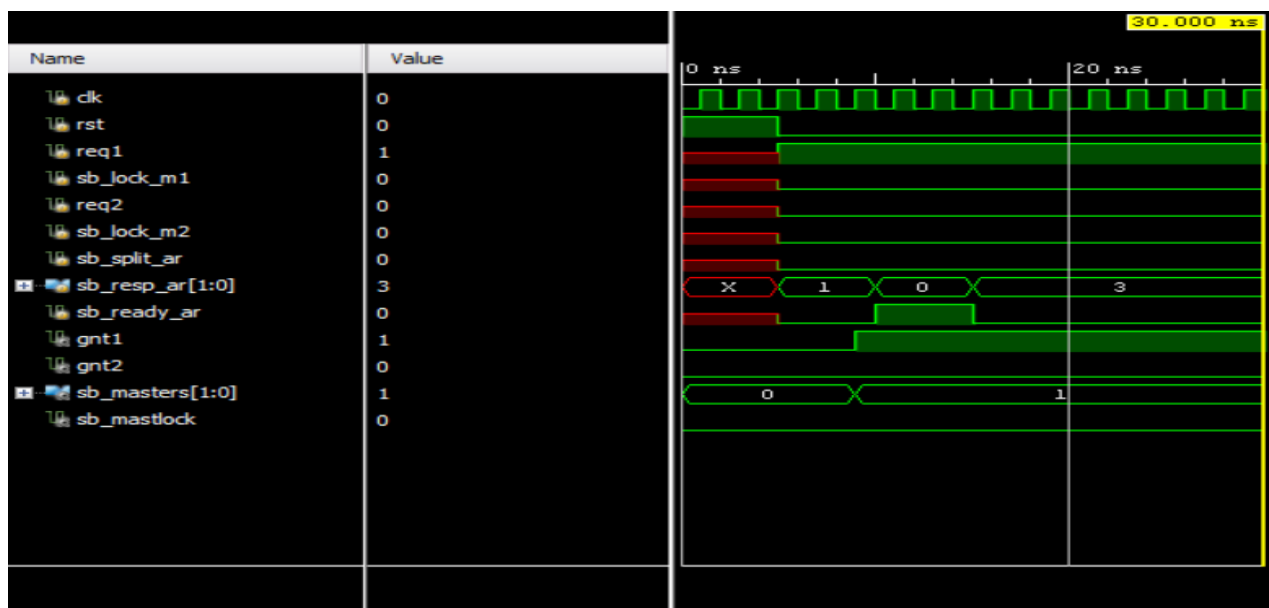 30.000 ns
Name Value
0 ns 20 ns
clk 0
rst 0
req1 1
sb_lock_m1 0
req2 0
sb_lock_m2 0
sb_split_ar 0
sb_resp_ar[1:0] 3 X 1 0 3
sb_ready_ar 0
gnt1 1
gnt2 0
sb_masters[1:0] 1 0 1
sb_mastlock 0